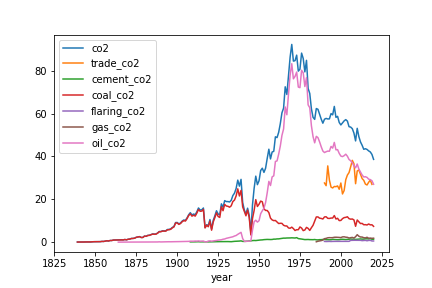 co2
trade_co2
cement_co2
coal_co2
flaring_co2
gas_co2
oil_co2
80
60
40
20
0
1825 1850 1875 1900 1925 1950 1975 2000 2025
year